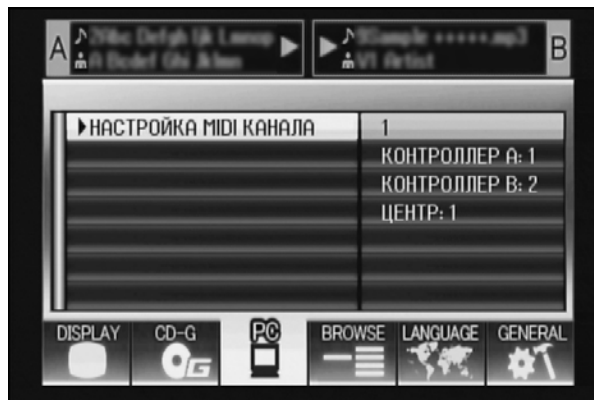 A
B
▶НАСТРОЙКА MIDI КАНАЛА
1
КОНТРОЛЛЕР A: 1
КОНТРОЛЛЕР B: 2
ЦЕНТР: 1
DISPLAY
CD-G
PC
BROWSE
LANGUAGE
GENERAL
G